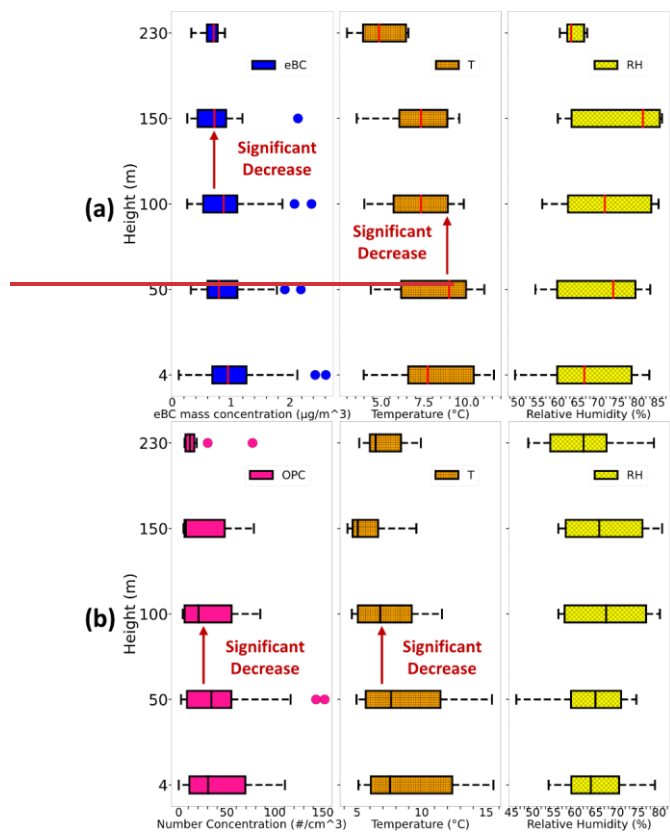 230
eBC
T
RH
150
Significant
Decrease
(a)
Height (m)
100
Significant
Decrease
50
4
0 1 2
5.0 7.5 10.0
50 55 60 65 70 75 80 85
eBC mass concentration (µg/m^3)
Temperature (°C)
Relative Humidity (%)
230
OPC
T
RH
150
(b)
Height (m)
100
Significant
Decrease
Significant
Decrease
50
4
0 50 100 150
5 10 15
45 50 55 60 65 70 75 80
Number Concentration (#/cm^3)
Temperature (°C)
Relative Humidity (%)